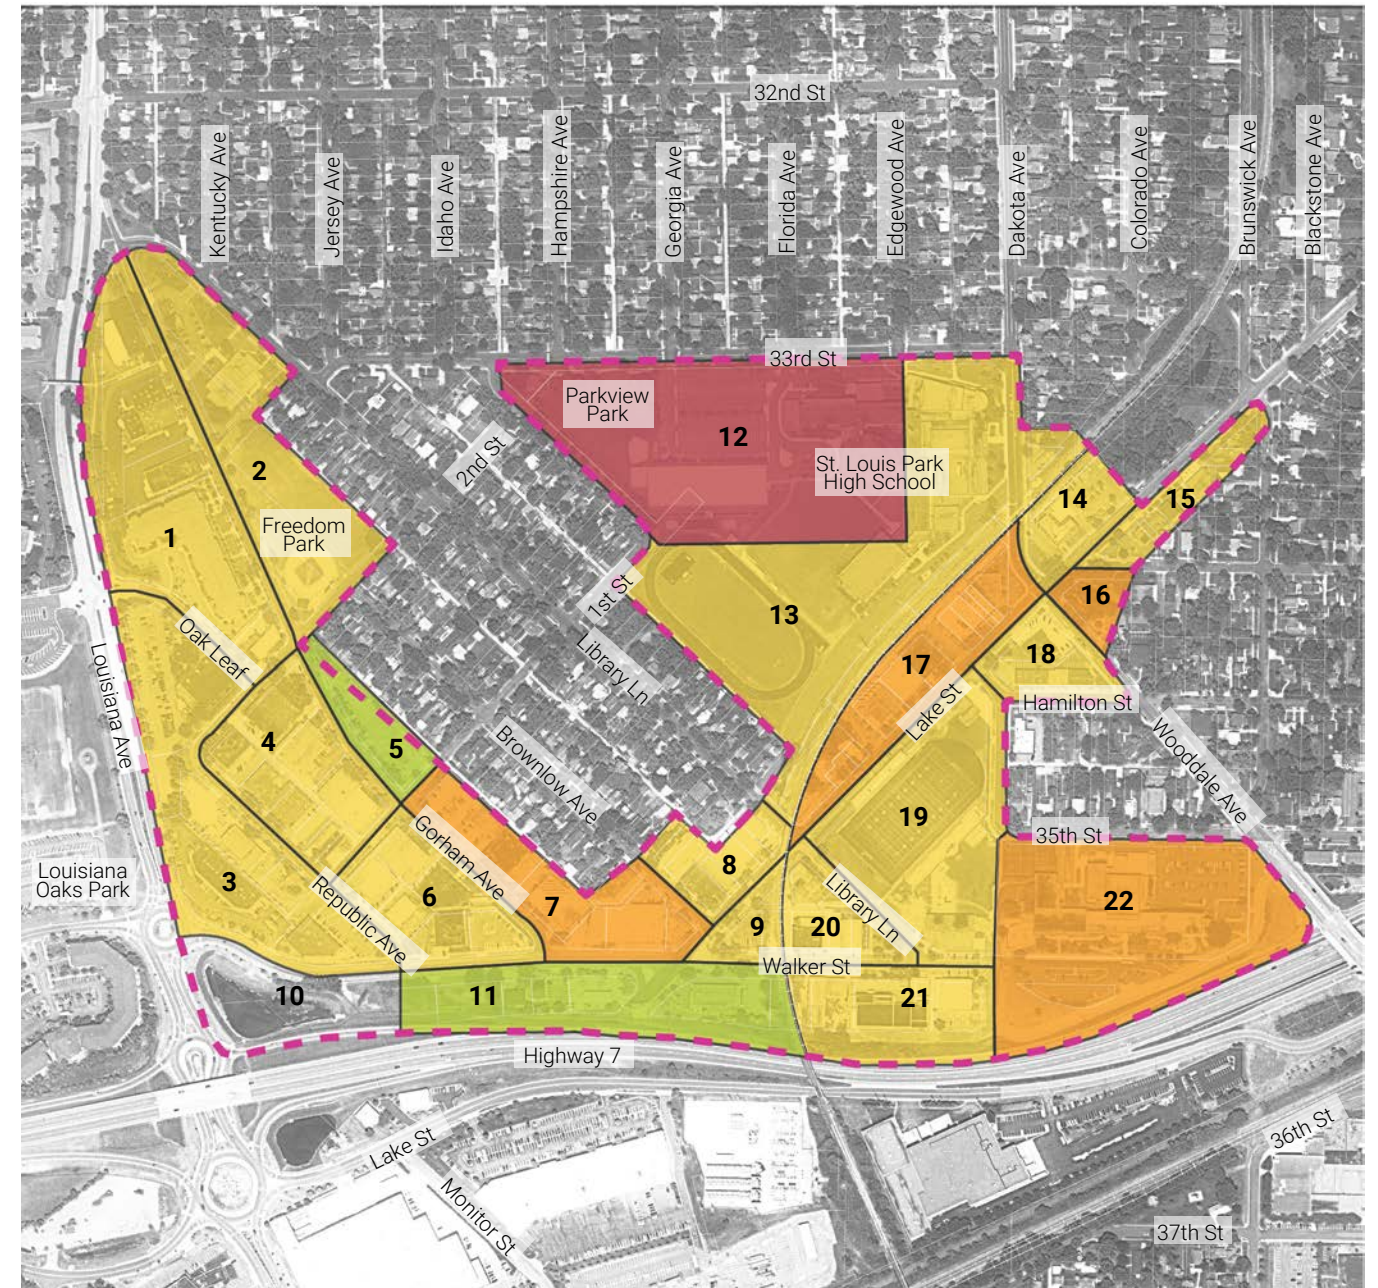 32nd St
Kentucky Ave
Jersey Ave
Idaho Ave
Hampshire Ave
Georgia Ave
Florida Ave
Edgewood Ave
Dakota Ave
Colorado Ave
Brunswick Ave
Blackstone Ave
33rd St
Parkview
Park
12
St. Louis Park
High School
2nd St
2
14
15
Freedom
Park
1
1st St
16
13
Oak Leaf
Library Ln
17
18
Louisiana Ave
Lake St
Hamilton St
4
5
Brownlow Ave
Wooddale Ave
19
35th St
Gorham Ave
8
Louisiana
Oaks Park
3
Republic Ave
6
7
Library Ln
22
9
20
Walker St
10
11
21
Highway 7
Lake St
36th St
Monitor St
37th St